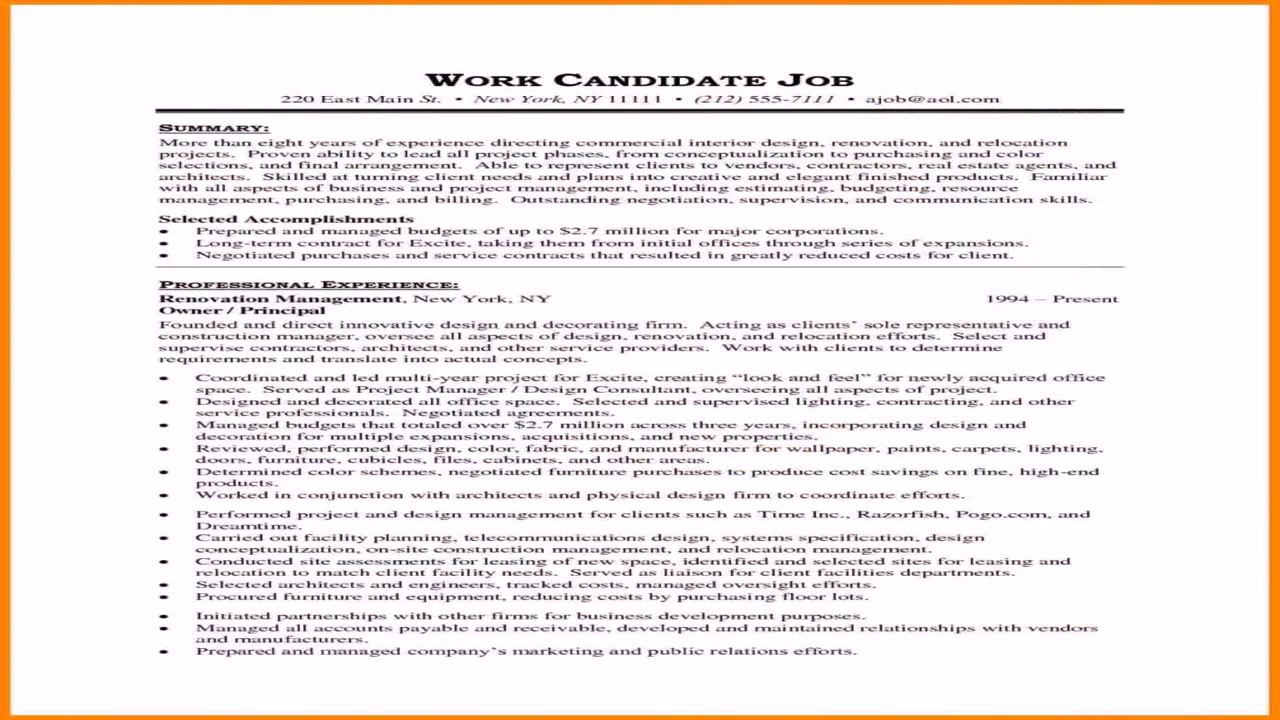 WORK CANDIDATE JOB
220 East Main St. • New York, NY 11111 • (212) 555-7111 • ajob@aol.com
SUMMARY:
More than eight years of experience directing commercial interior design, renovation, and relocation
projects. Proven ability to lead all project phases, from conceptualization to purchasing and color
selections, and final arrangement. Able to represent clients to vendors, contractors, real estate agents, and
architects. Skilled at turning client needs and plans into creative and elegant finished products. Familiar
with all aspects of business and project management, including estimating, budgeting, resource
management, purchasing, and billing. Outstanding negotiation, supervision, and communication skills.
Selected Accomplishments
• Prepared and managed budgets of up to $2.7 million for major corporations.
• Long-term contract for Excite, taking them from initial offices through series of expansions.
• Negotiated purchases and service contracts that resulted in greatly reduced costs for client.
PROFESSIONAL EXPERIENCE:
Renovation Management, New York, NY 1994 – Present
Owner / Principal
Founded and direct innovative design and decorating firm. Acting as clients' sole representative and
construction manager, oversee all aspects of design, renovation, and relocation efforts. Select and
supervise contractors, architects, and other service providers. Work with clients to determine
requirements and translate into actual concepts.
• Coordinated and led multi-year project for Excite, creating “look and feel” for newly acquired office
space. Served as Project Manager / Design Consultant, overseeing all aspects of project.
• Designed and decorated all office space. Selected and supervised lighting, contracting, and other
service professionals. Negotiated agreements.
• Managed budgets that totaled over $2.7 million across three years, incorporating design and
decoration for multiple expansions, acquisitions, and new properties.
• Reviewed, performed design, color, fabric, and manufacturer for wallpaper, paints, carpets, lighting,
doors, furniture, cubicles, files, cabinets, and other areas.
• Determined color schemes, negotiated furniture purchases to produce cost savings on fine, high-end
products.
• Worked in conjunction with architects and physical design firm to coordinate efforts.
• Performed project and design management for clients such as Time Inc., Razorfish, Pogo.com, and
Dreamtime.
• Carried out facility planning, telecommunications design, systems specification, design
conceptualization, on-site construction management, and relocation management.
• Conducted site assessments for leasing of new space, identified and selected sites for leasing and
relocation to match client facility needs. Served as liaison for client facilities departments.
• Selected architects and engineers, tracked costs, managed oversight efforts.
• Procured furniture and equipment, reducing costs by purchasing floor lots.
• Initiated partnerships with other firms for business development purposes.
• Managed all accounts payable and receivable, developed and maintained relationships with vendors
and manufacturers.
• Prepared and managed company's marketing and public relations efforts.